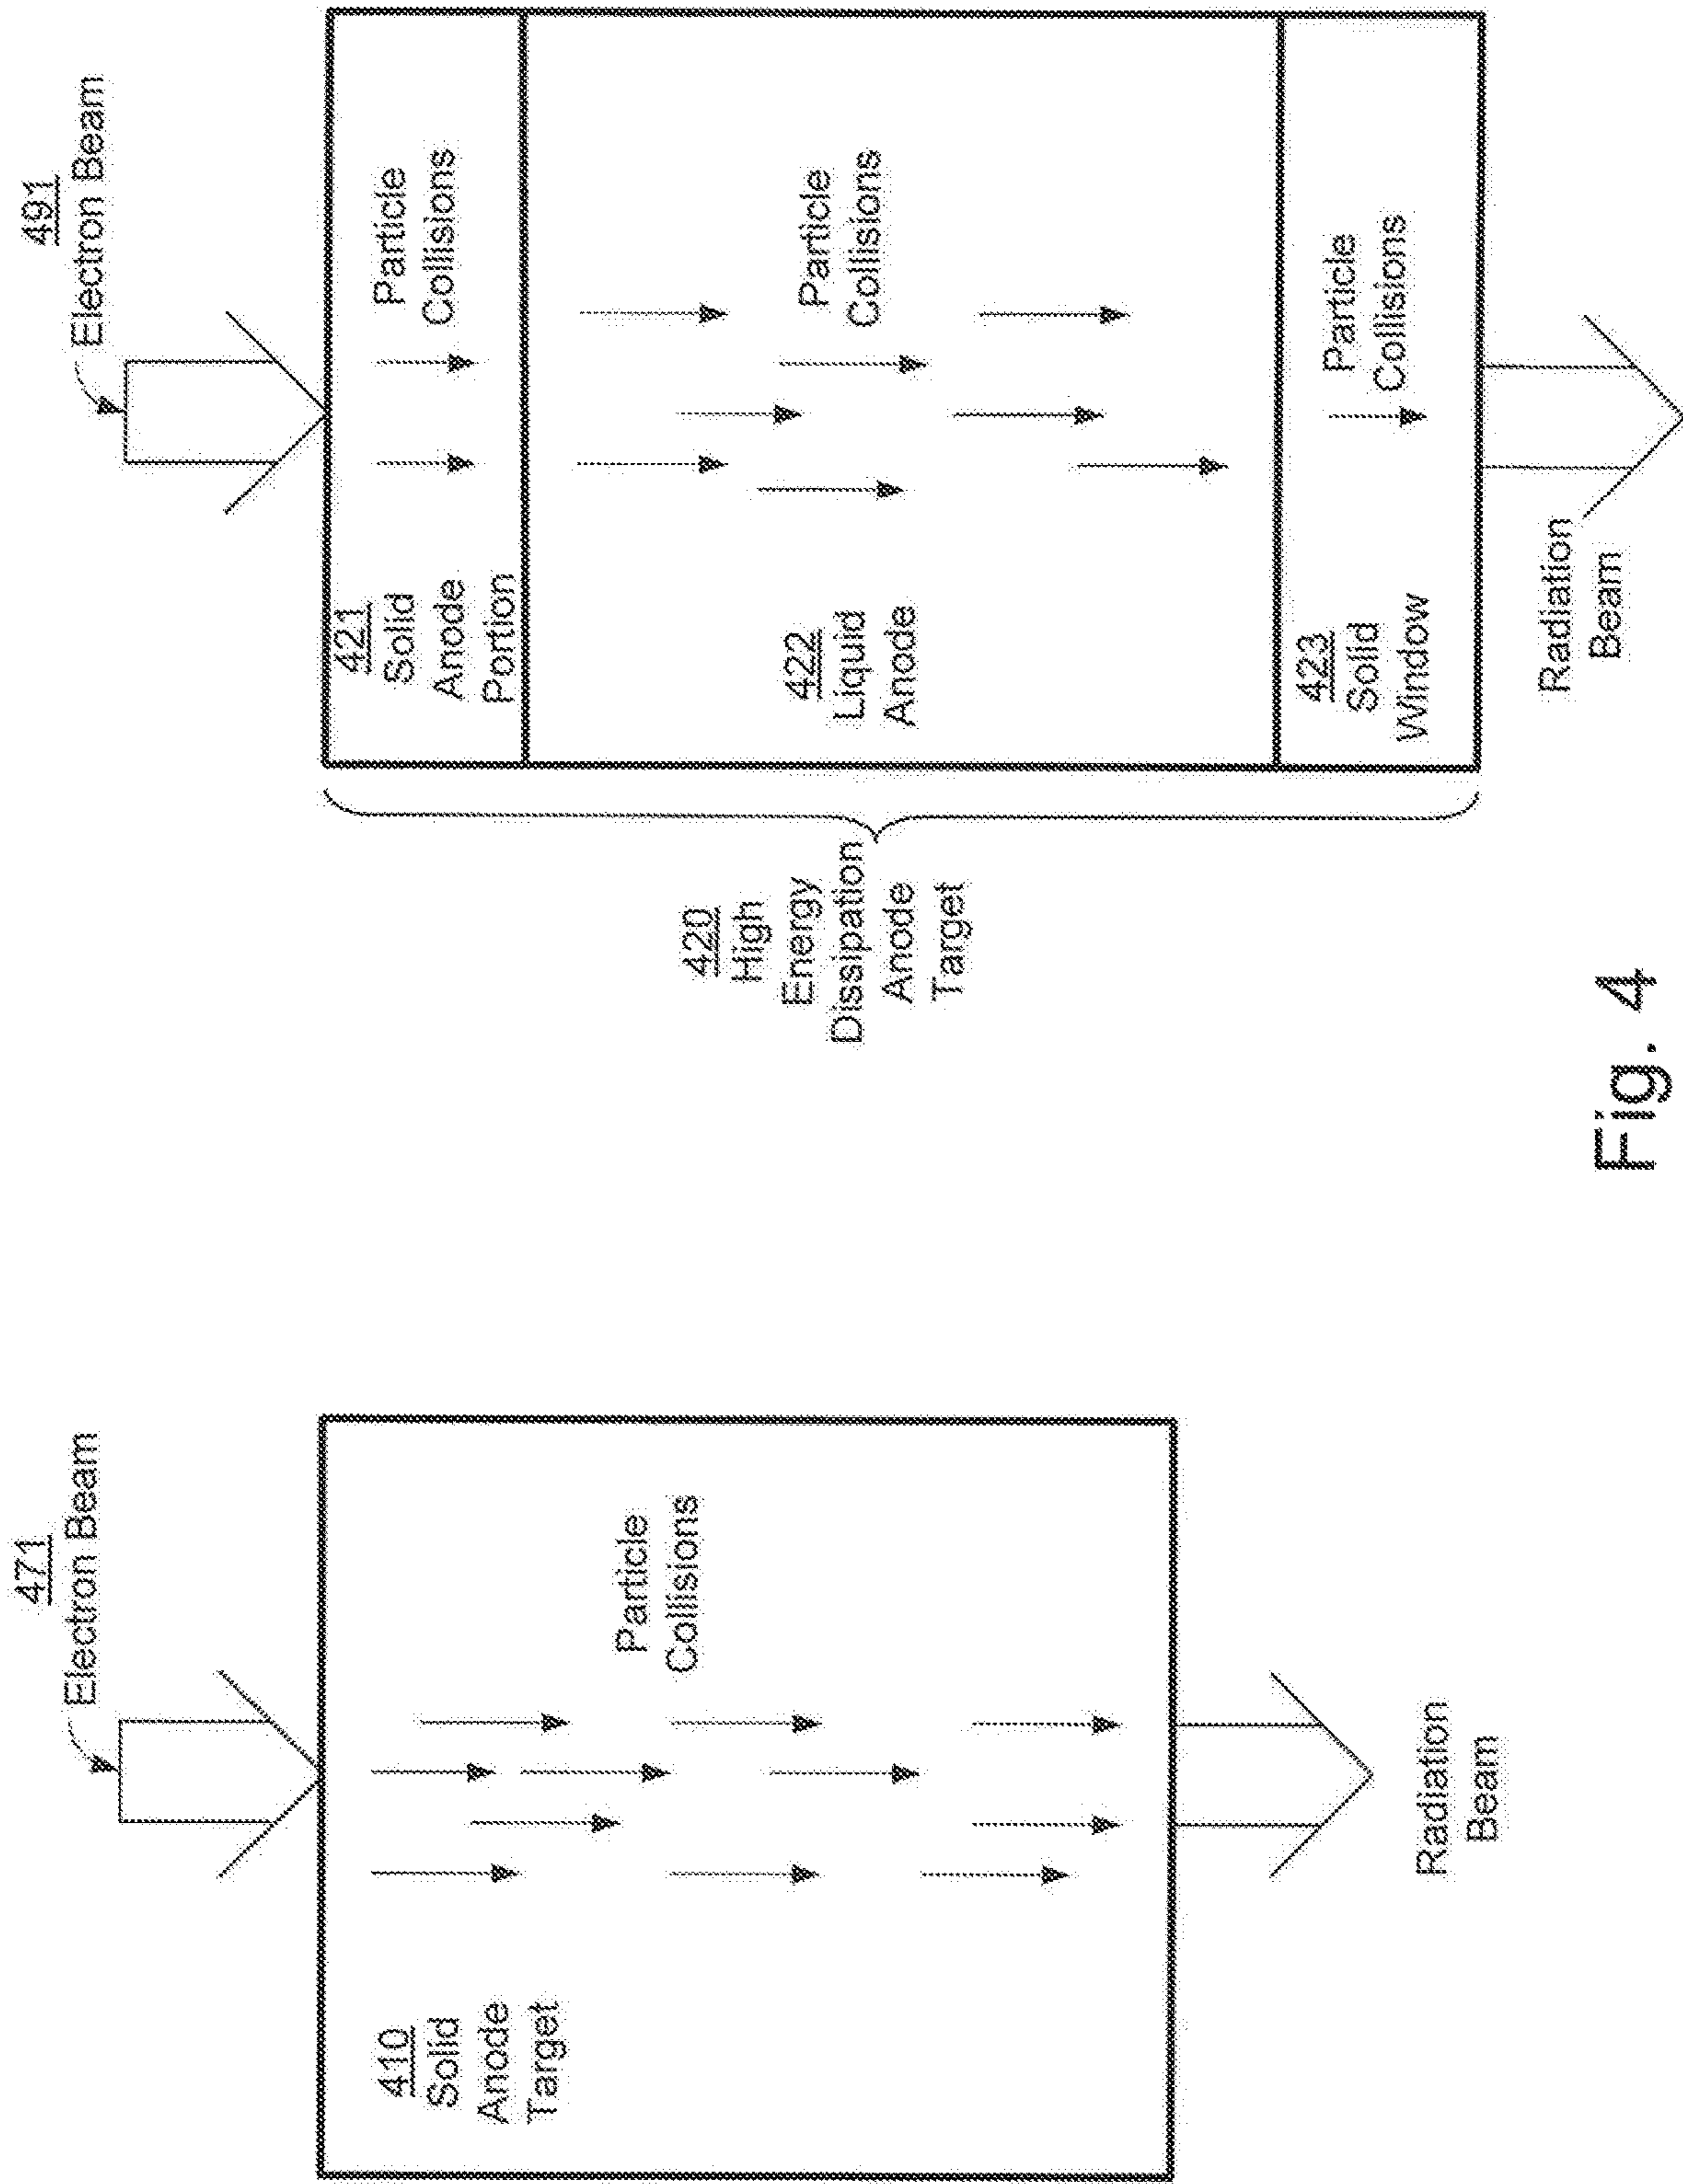 471
Electron Beam
410
Solid
Anode
Target
Particle
Collisions
Radiation
Beam
491
Electron Beam
420
High
Energy
Dissipation
Anode
Target
421
Solid
Anode
Portion
Particle
Collisions
422
Liquid
Anode
Particle
Collisions
423
Solid
Window
Particle
Collisions
Radiation
Beam
Fig. 4